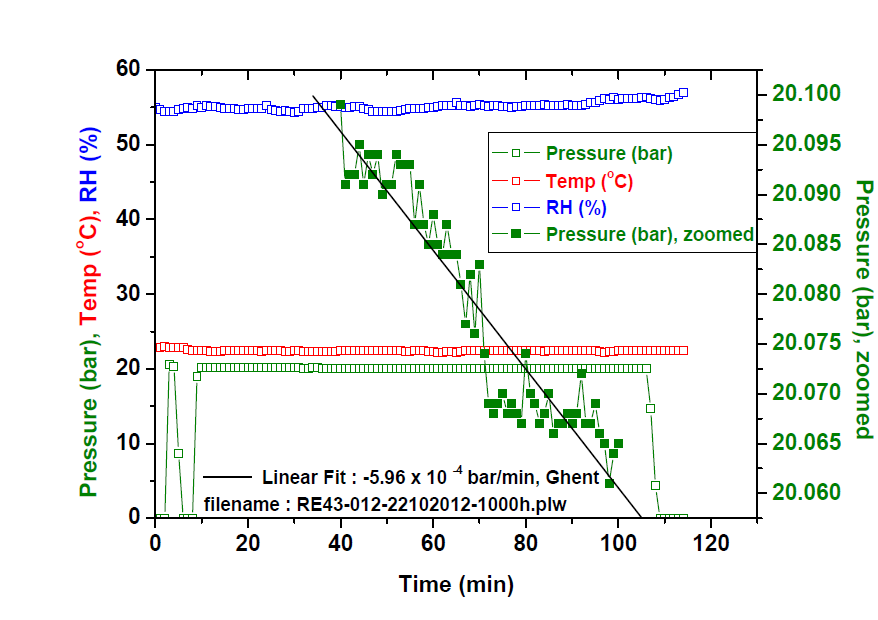 Pressure (bar), Temp (°C), RH (%)
60
50
40
30
20
10
0
0
20
40
60
80
100
120
Time (min)
20.100
20.095
20.090
20.085
20.080
20.075
20.070
20.065
20.060
Pressure (bar), zoomed
Pressure (bar)
Temp (°C)
RH (%)
Pressure (bar), zoomed
Linear Fit : -5.96 x 10 -4 bar/min, Ghent
filename : RE43-012-22102012-1000h.plw